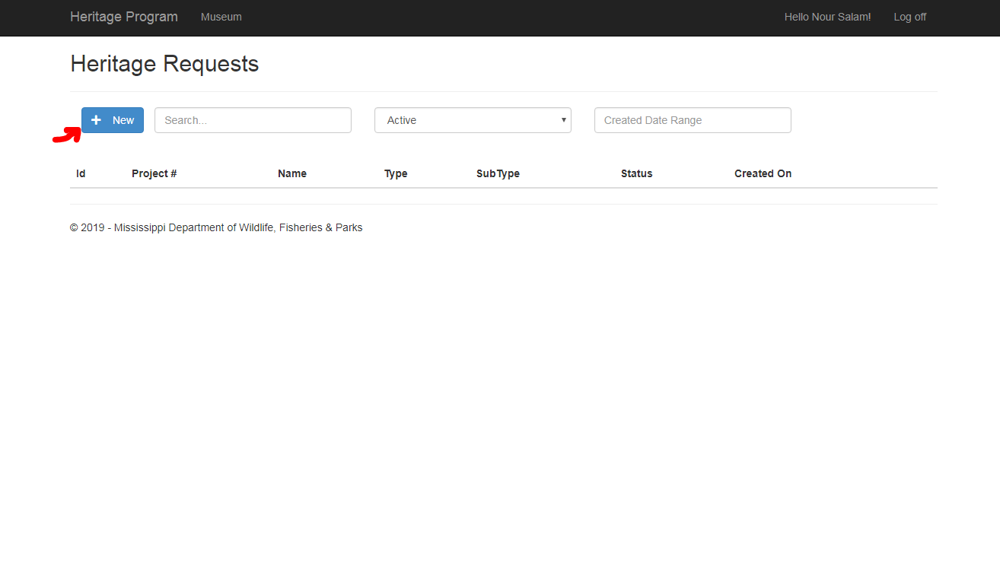 Heritage Program Museum Hello Nour Salam! Log off
Heritage Requests
New Search... Active Created Date Range
Id Project # Name Type SubType Status Created On
© 2019 - Mississippi Department of Wildlife, Fisheries & Parks